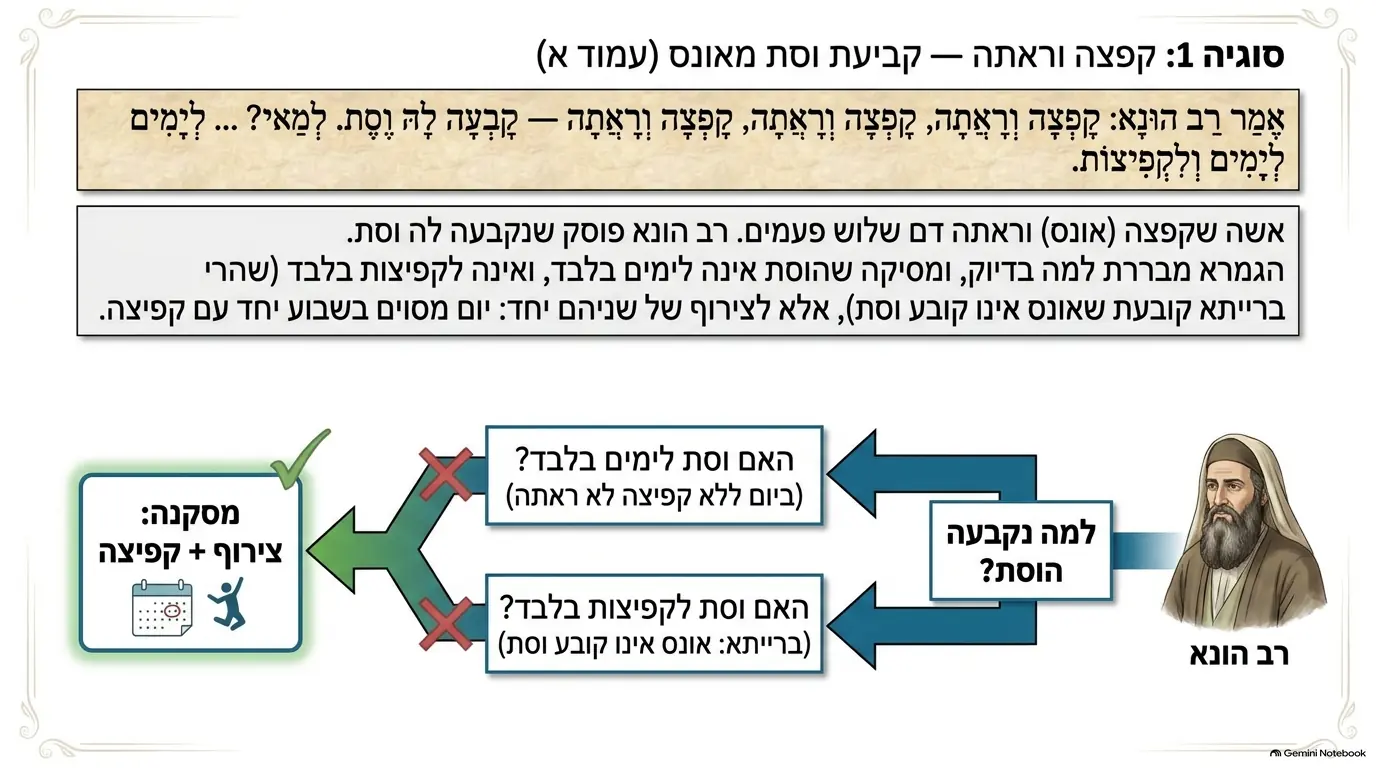 סוגיה 1: קפצה וראתה — קביעת וסת מאונס (עמוד א)
אֲמַר רַב הוּנָא: קָפְצָה וְרָאֲתָה, קָפְצָה וְרָאֲתָה, קָפְצָה וְרָאֲתָה — קָבְעָה לָהּ וֶסֶת. לְמַאי? ... לְיָמִים
לְיָמִים וְלִקְפִיצוֹת.
אשה שקפצה (אונס) וראתה דם שלוש פעמים. רב הונא פוסק שנקבעה לה וסת.
הגמרא מבררת למה בדיוק, ומסיקה שהוסת אינה לימים בלבד, ואינה לקפיצות בלבד (שהרי
ברייתא קובעת שאונס אינו קובע וסת), אלא לצירוף של שניהם יחד: יום מסוים בשבוע יחד עם קפיצה.
רב הונא
למה נקבעה
הוסת?
האם וסת לימים בלבד?
(ביום ללא קפיצה לא ראתה)
האם וסת לקפיצות בלבד?
(ברייתא: אונס אינו קובע וסת)
מסקנה:
צירוף + קפיצה
Gemini Notebook